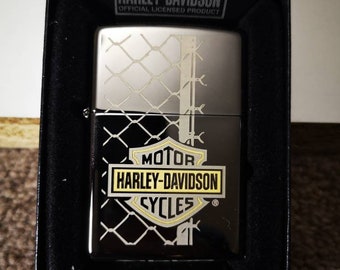 HARLEY-DAVIDSON
OFFICIAL LICENSED PRODUCT
MOTOR
HARLEY-DAVIDSON
CYCLES
®